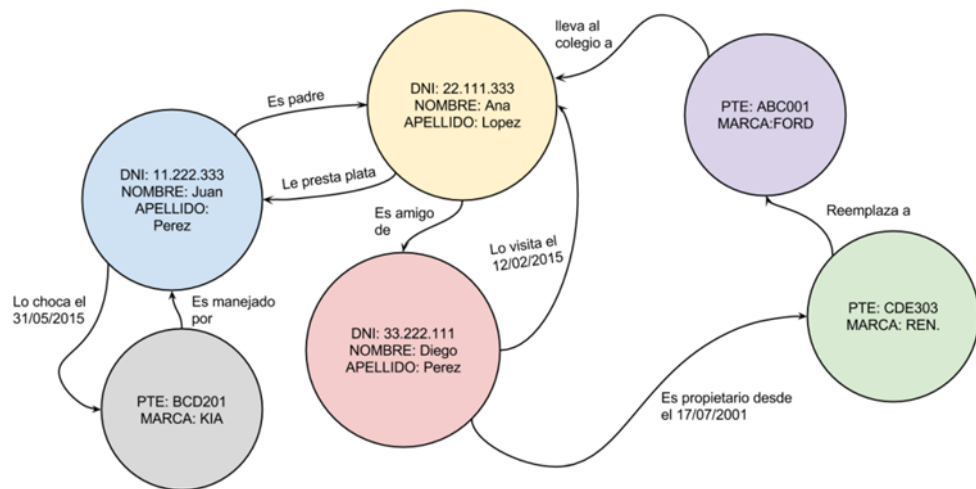 lleva al
colegio a
DNI: 22.111.333
NOMBRE: Ana
APELLIDO: Lopez
PTE: ABC001
MARCA:FORD
Es padre
DNI: 11.222.333
NOMBRE: Juan
APELLIDO:
Perez
Le presta plata
Es amigo
de
Reemplaza a
Lo visita el
12/02/2015
Lo choca el
31/05/2015
Es manejado
por
PTE: CDE303
MARCA: REN.
DNI: 33.222.111
NOMBRE: Diego
APELLIDO: Perez
PTE: BCD201
MARCA: KIA
Es propietario desde
el 17/07/2001